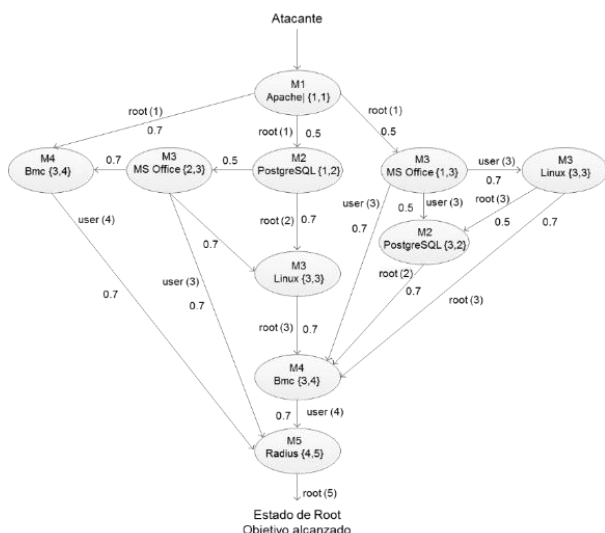 Atacante
M1
Apache| {1,1}
root (1)
0.7
root (1)
0.5
root (1)
0.5
M4
Bmc {3,4}
0.7
M3
MS Office {2,3}
0.5
M2
PostgreSQL {1,2}
M3
MS Office {1,3}
user (3)
0.7
M3
Linux {3,3}
user (4)
0.7
root (2)
0.7
user (3)
0.7
0.5
user (3)
root (3)
0.5
0.7
M2
PostgreSQL {3,2}
0.7
user (3)
0.7
M3
Linux {3,3}
root (2)
0.7
root (3)
root (3)
0.7
M4
Bmc {3,4}
0.7
user (4)
M5
Radius {4,5}
root (5)
Estado de Root
Objetivo alcanzado